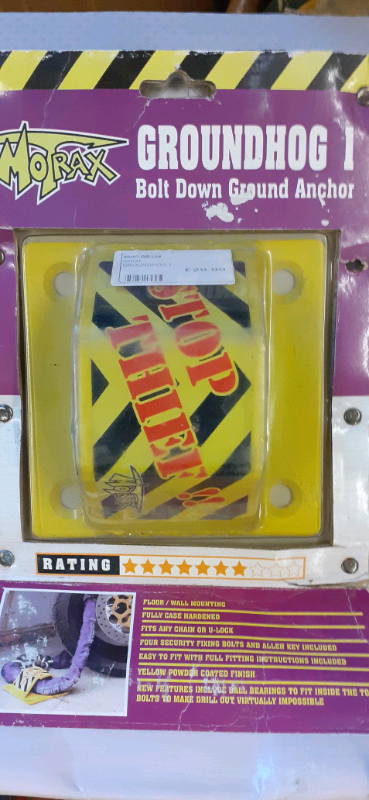 MOTRAX
GROUNDHOG 1
Bolt Down Ground Anchor
STOP
THIEF!!
RATING
FLOOR / WALL MOUNTING
FULLY CASE HARDENED
FITS ANY CHAIN OR U-LOCK
FOUR SECURITY FIXING BOLTS AND ALLEN KEY INCLUDED
EASY TO FIT WITH FULL FITTING INSTRUCTIONS INCLUDED
YELLOW POWDER COATED FINISH
NEW FEATURES INCLUDE BALL BEARINGS TO FIT INSIDE THE TO
BOLTS TO MAKE DRILL OUT VIRTUALLY IMPOSSIBLE